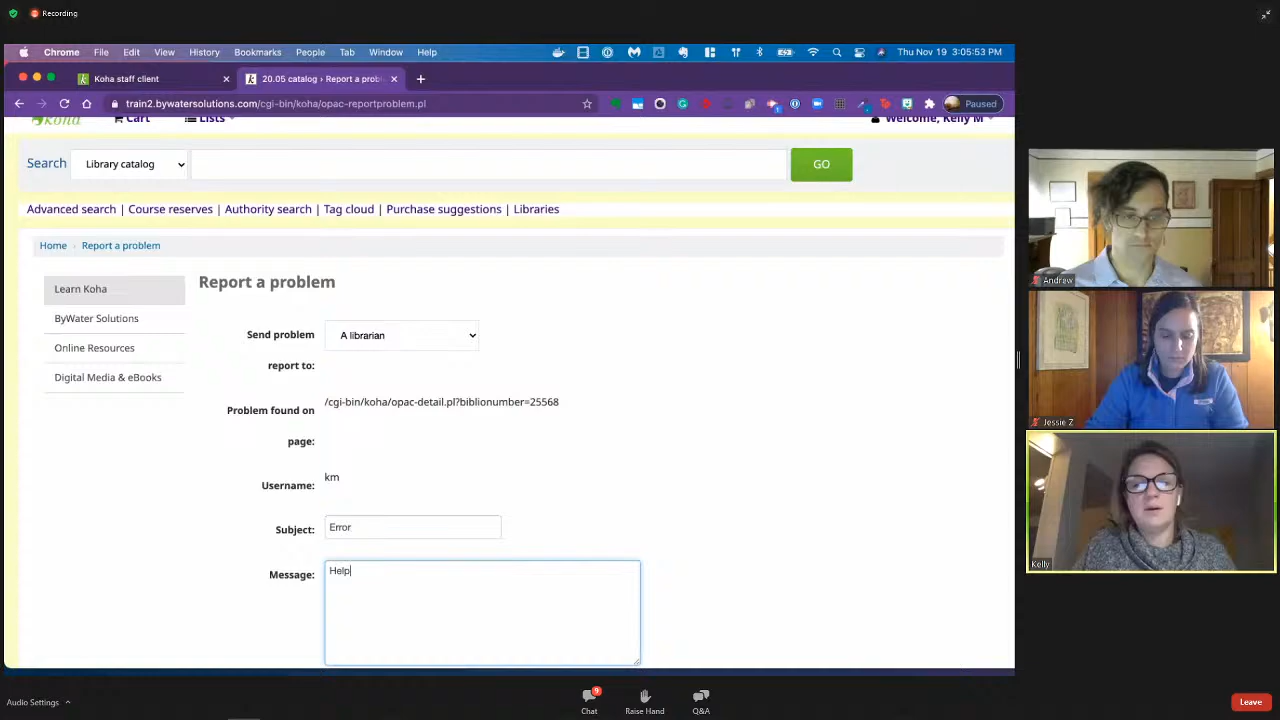 Recording
Chrome File Edit View History Bookmarks People Tab Window Help Thu Nov 19 3:05:53 PM
Koha staff client × 20.05 catalog › Report a prob × +
train2.bywatersolutions.com/cgi-bin/koha/opac-reportproblem.pl Paused
koha Cart Lists Welcome, Kelly M
Search Library catalog GO
Advanced search | Course reserves | Authority search | Tag cloud | Purchase suggestions | Libraries
Home › Report a problem
Learn Koha
ByWater Solutions
Online Resources
Digital Media & eBooks
Report a problem
Send problem
report to:
A librarian
Problem found on
page:
/cgi-bin/koha/opac-detail.pl?biblionumber=25568
Username:
km
Subject:
Error
Message:
Help
Andrew
Jessie Z
Kelly
Audio Settings ^
9
Chat
Raise Hand
Q&A
Leave